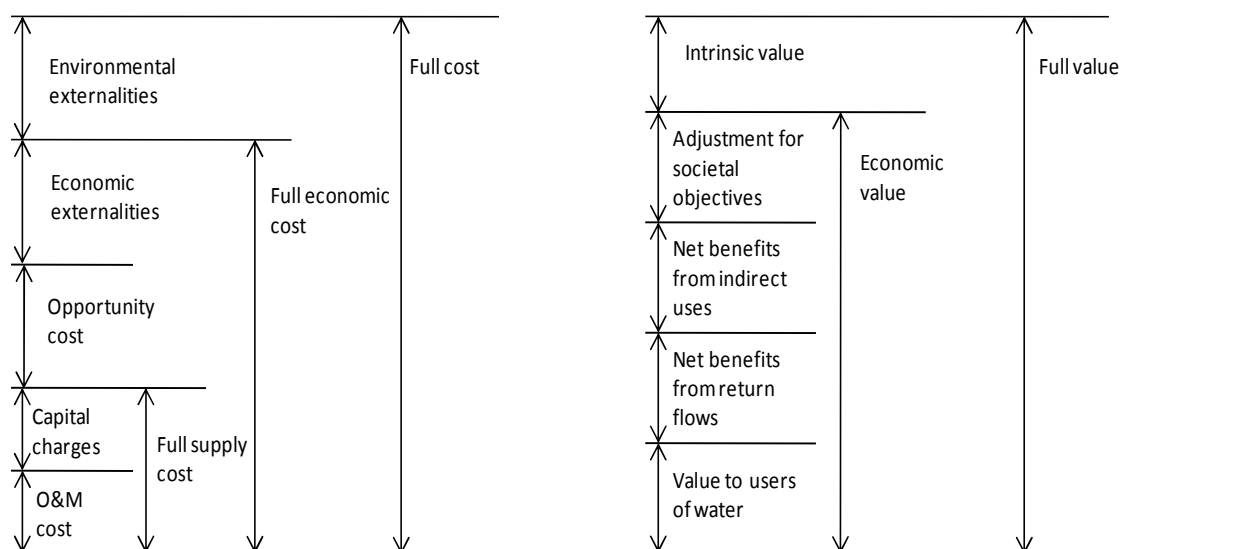 Environmental
externalities
Full cost
Economic
externalities
Full economic
cost
Opportunity
cost
Capital
charges
Full supply
cost
O&M
cost
Intrinsic value
Full value
Adjustment for
societal
objectives
Economic
value
Net benefits
from indirect
uses
Net benefits
from return
flows
Value to users
of water